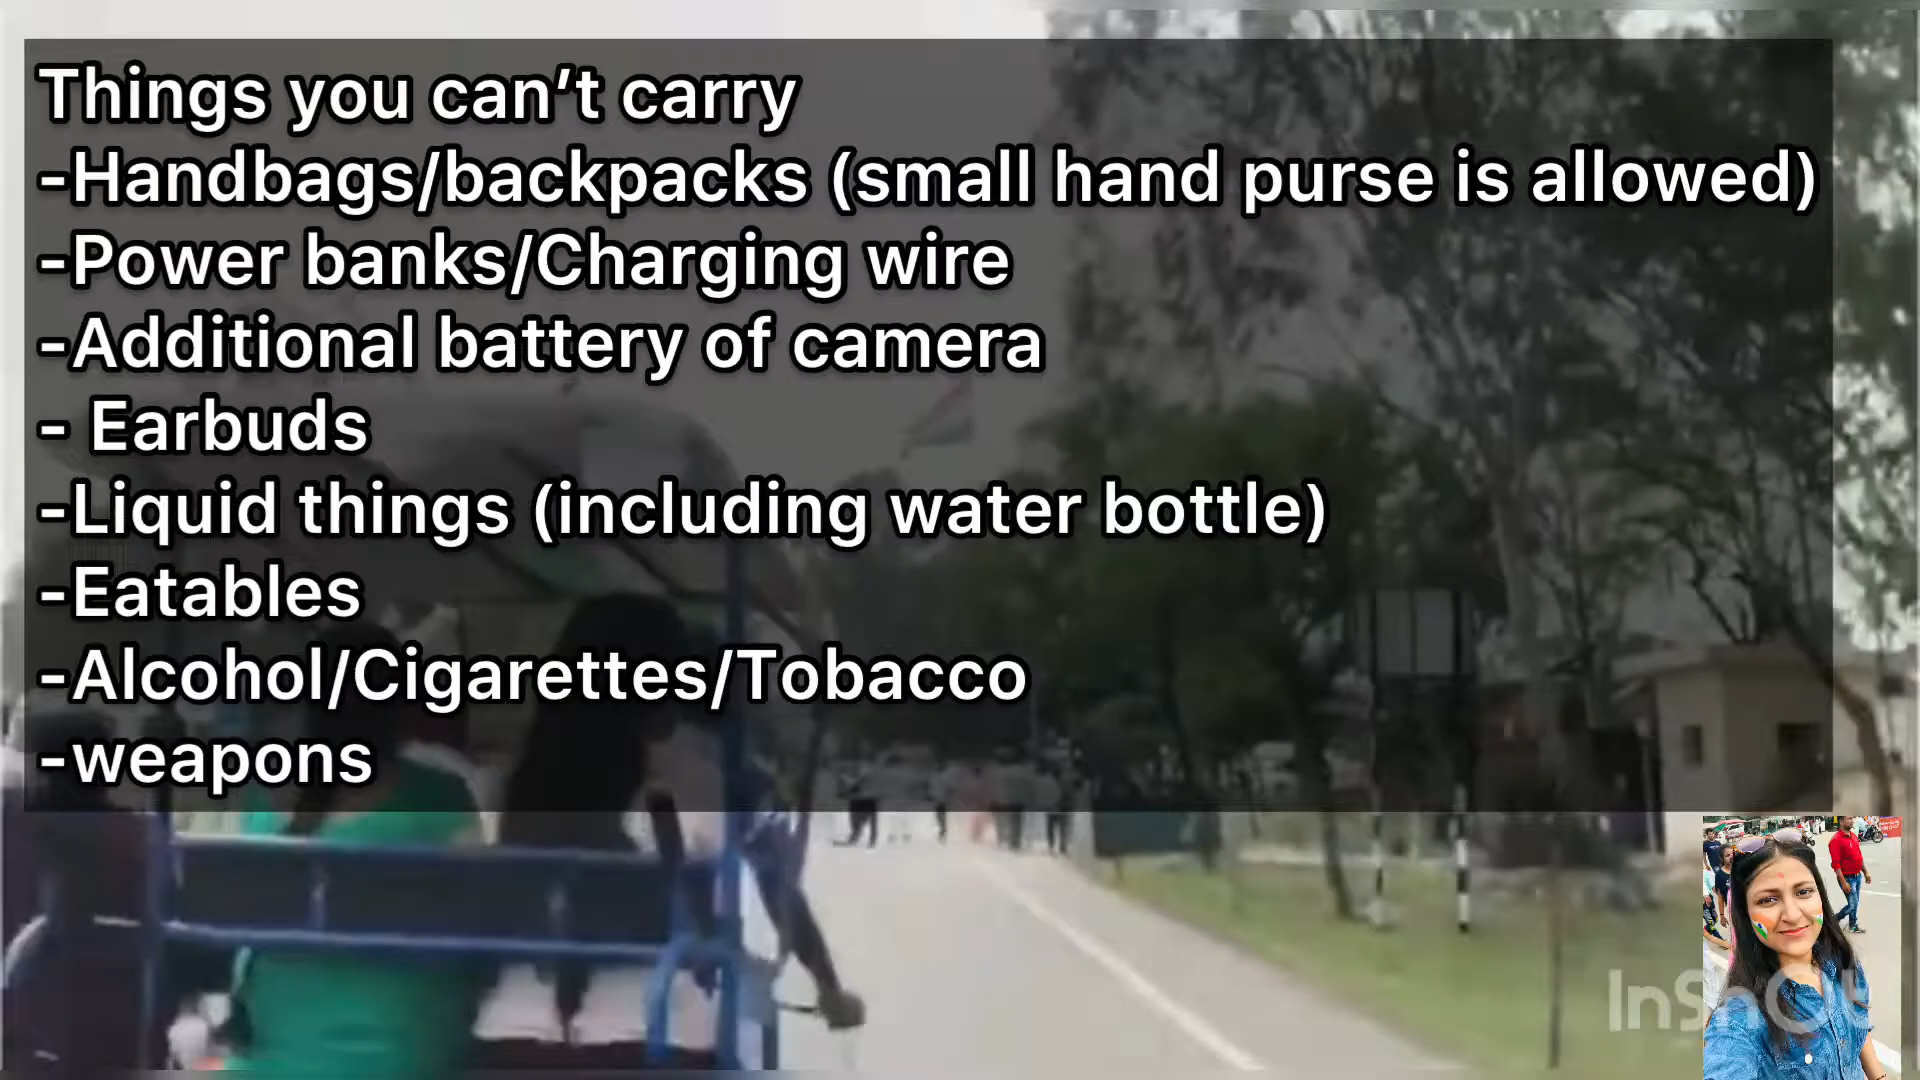 Things you can’t carry
-Handbags/backpacks (small hand purse is allowed)
-Power banks/Charging wire
-Additional battery of camera
- Earbuds
-Liquid things (including water bottle)
-Eatables
-Alcohol/Cigarettes/Tobacco
-weapons
InShOt